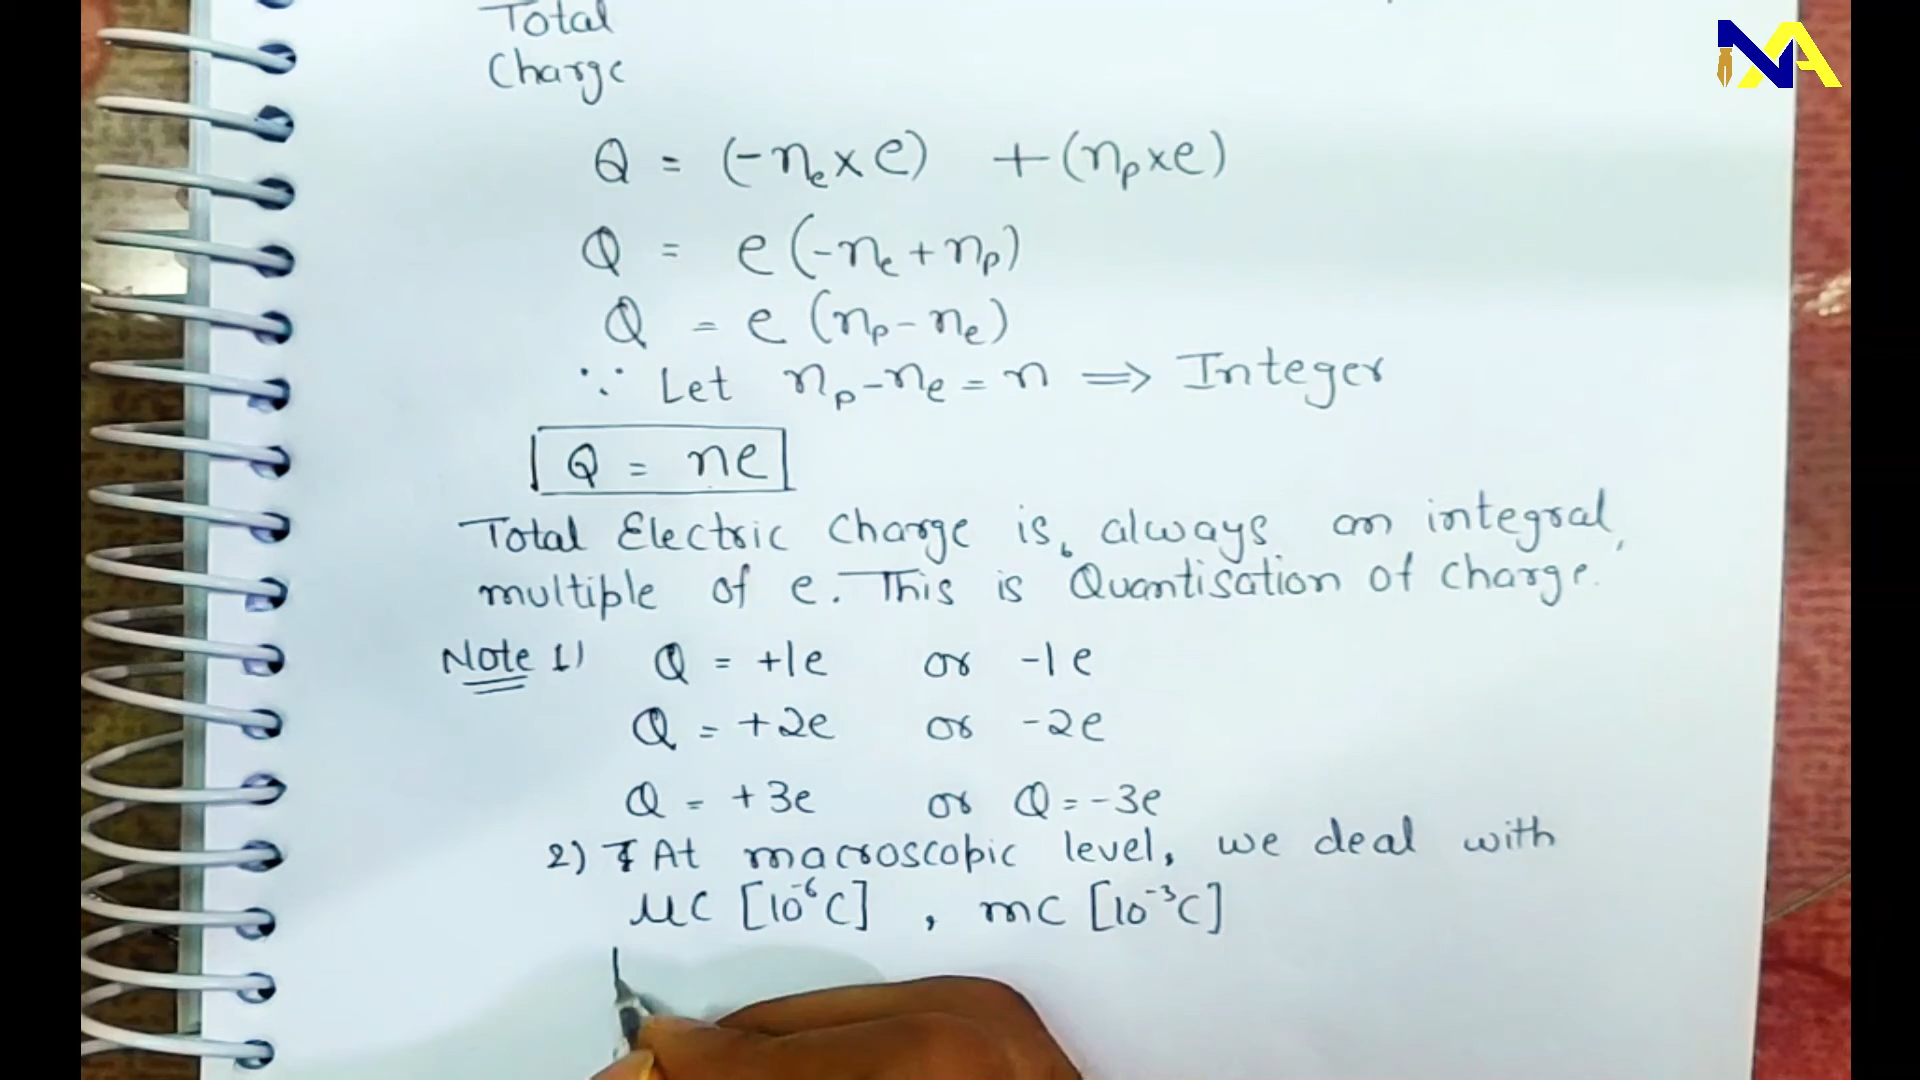 Total
Charge
Q = (-nₑ×e) + (nₚ×e)
Q = e(-nₑ+nₚ)
Q = e(nₚ-nₑ)
∵ Let nₚ-nₑ=n ⇒ Integer
Q = ne
Total Electric Charge is, always an integral,
multiple of e. This is Quantisation of charge.
Note 1) Q = +1e or -1e
Q = +2e or -2e
Q = +3e or Q=-3e
2) At macroscopic level, we deal with
μC [10⁻⁶C] , mC [10⁻³C]
NA